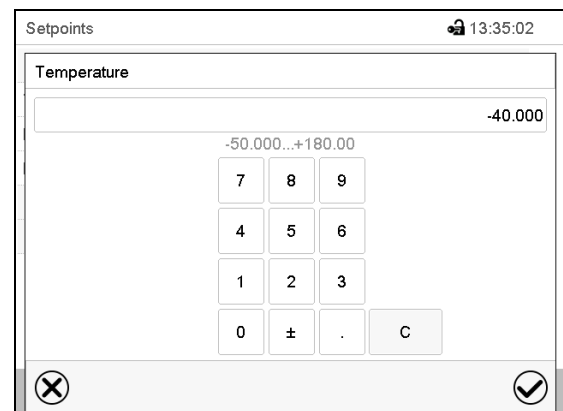 Setpoints 13:35:02
Temperature
-40.000
-50.000...+180.00
7 8 9
4 5 6
1 2 3
0 ± . C